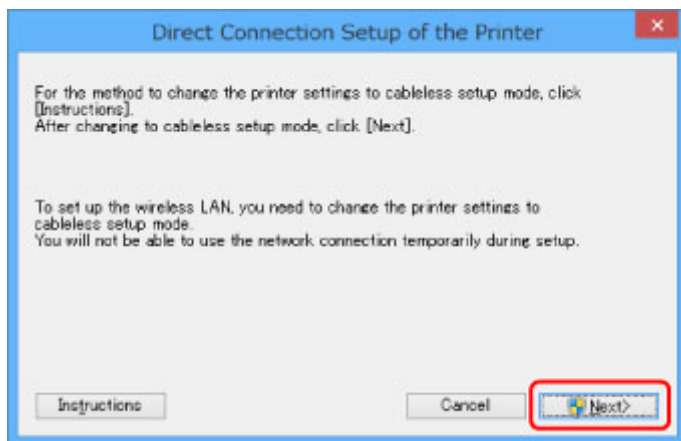 Direct Connection Setup of the Printer
For the method to change the printer settings to cableless setup mode, click
[Instructions].
After changing to cableless setup mode, click [Next].
To set up the wireless LAN, you need to change the printer settings to
cableless setup mode.
You will not be able to use the network connection temporarily during setup.
Instructions
Cancel
Next>